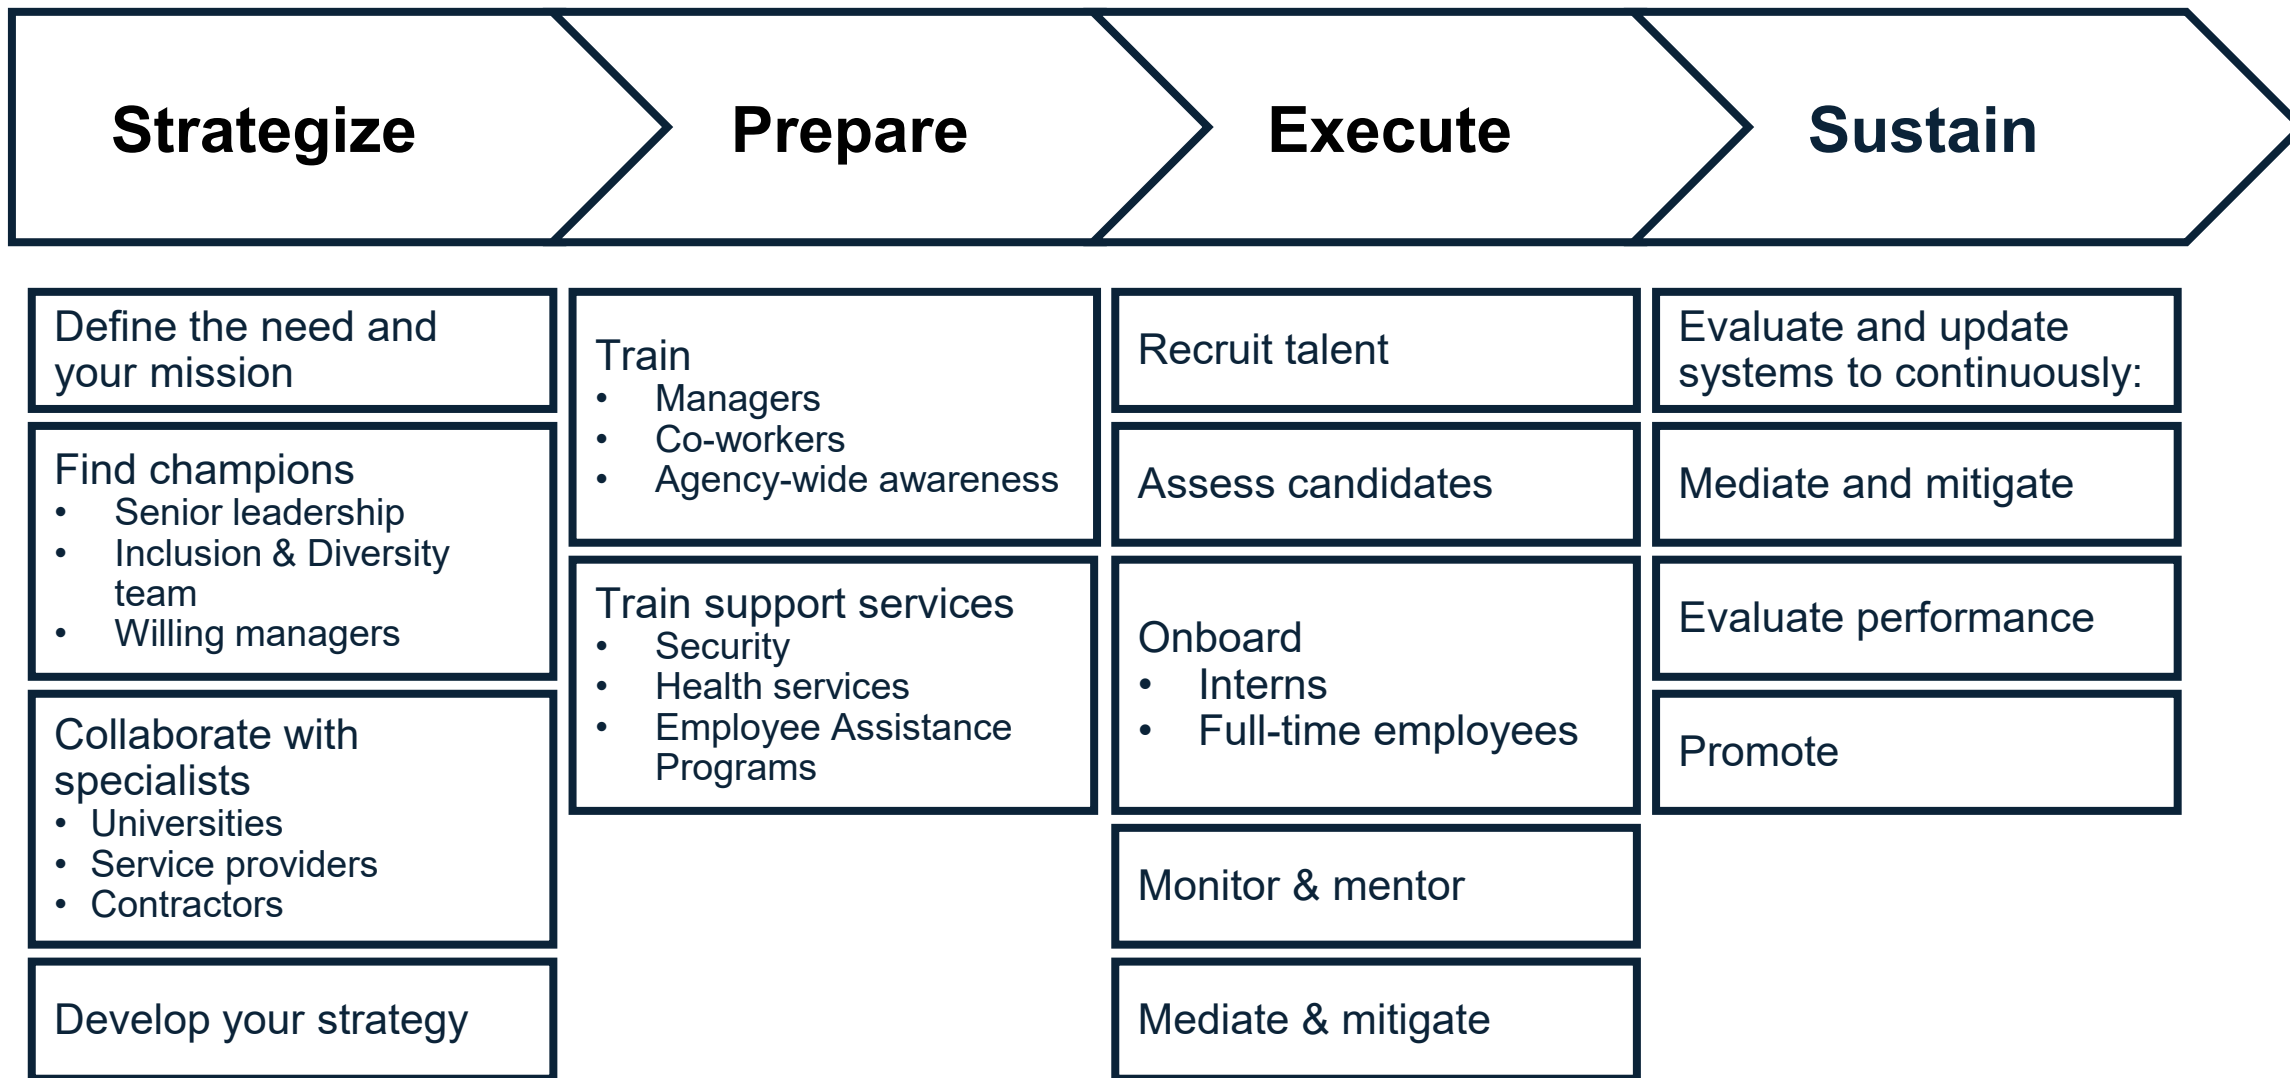 Strategize
Prepare
Execute
Sustain
Define the need and
your mission
Find champions
• Senior leadership
• Inclusion & Diversity
team
• Willing managers
Collaborate with
specialists
• Universities
• Service providers
• Contractors
Develop your strategy
Train
• Managers
• Co-workers
• Agency-wide awareness
Train support services
• Security
• Health services
• Employee Assistance
Programs
Recruit talent
Assess candidates
Onboard
• Interns
• Full-time employees
Monitor & mentor
Mediate & mitigate
Evaluate and update
systems to continuously:
Mediate and mitigate
Evaluate performance
Promote